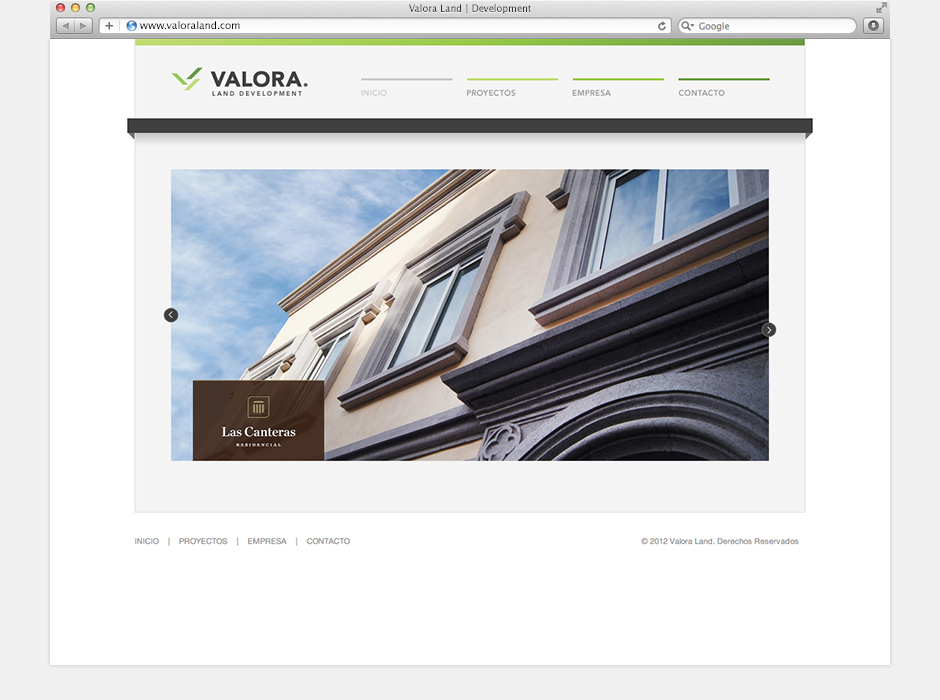 Valora Land | Development
www.valoraland.com
Google
VALORA.
LAND DEVELOPMENT
INICIO
PROYECTOS
EMPRESA
CONTACTO
Las Canteras
RESIDENCIAL
INICIO | PROYECTOS | EMPRESA | CONTACTO
© 2012 Valora Land. Derechos Reservados